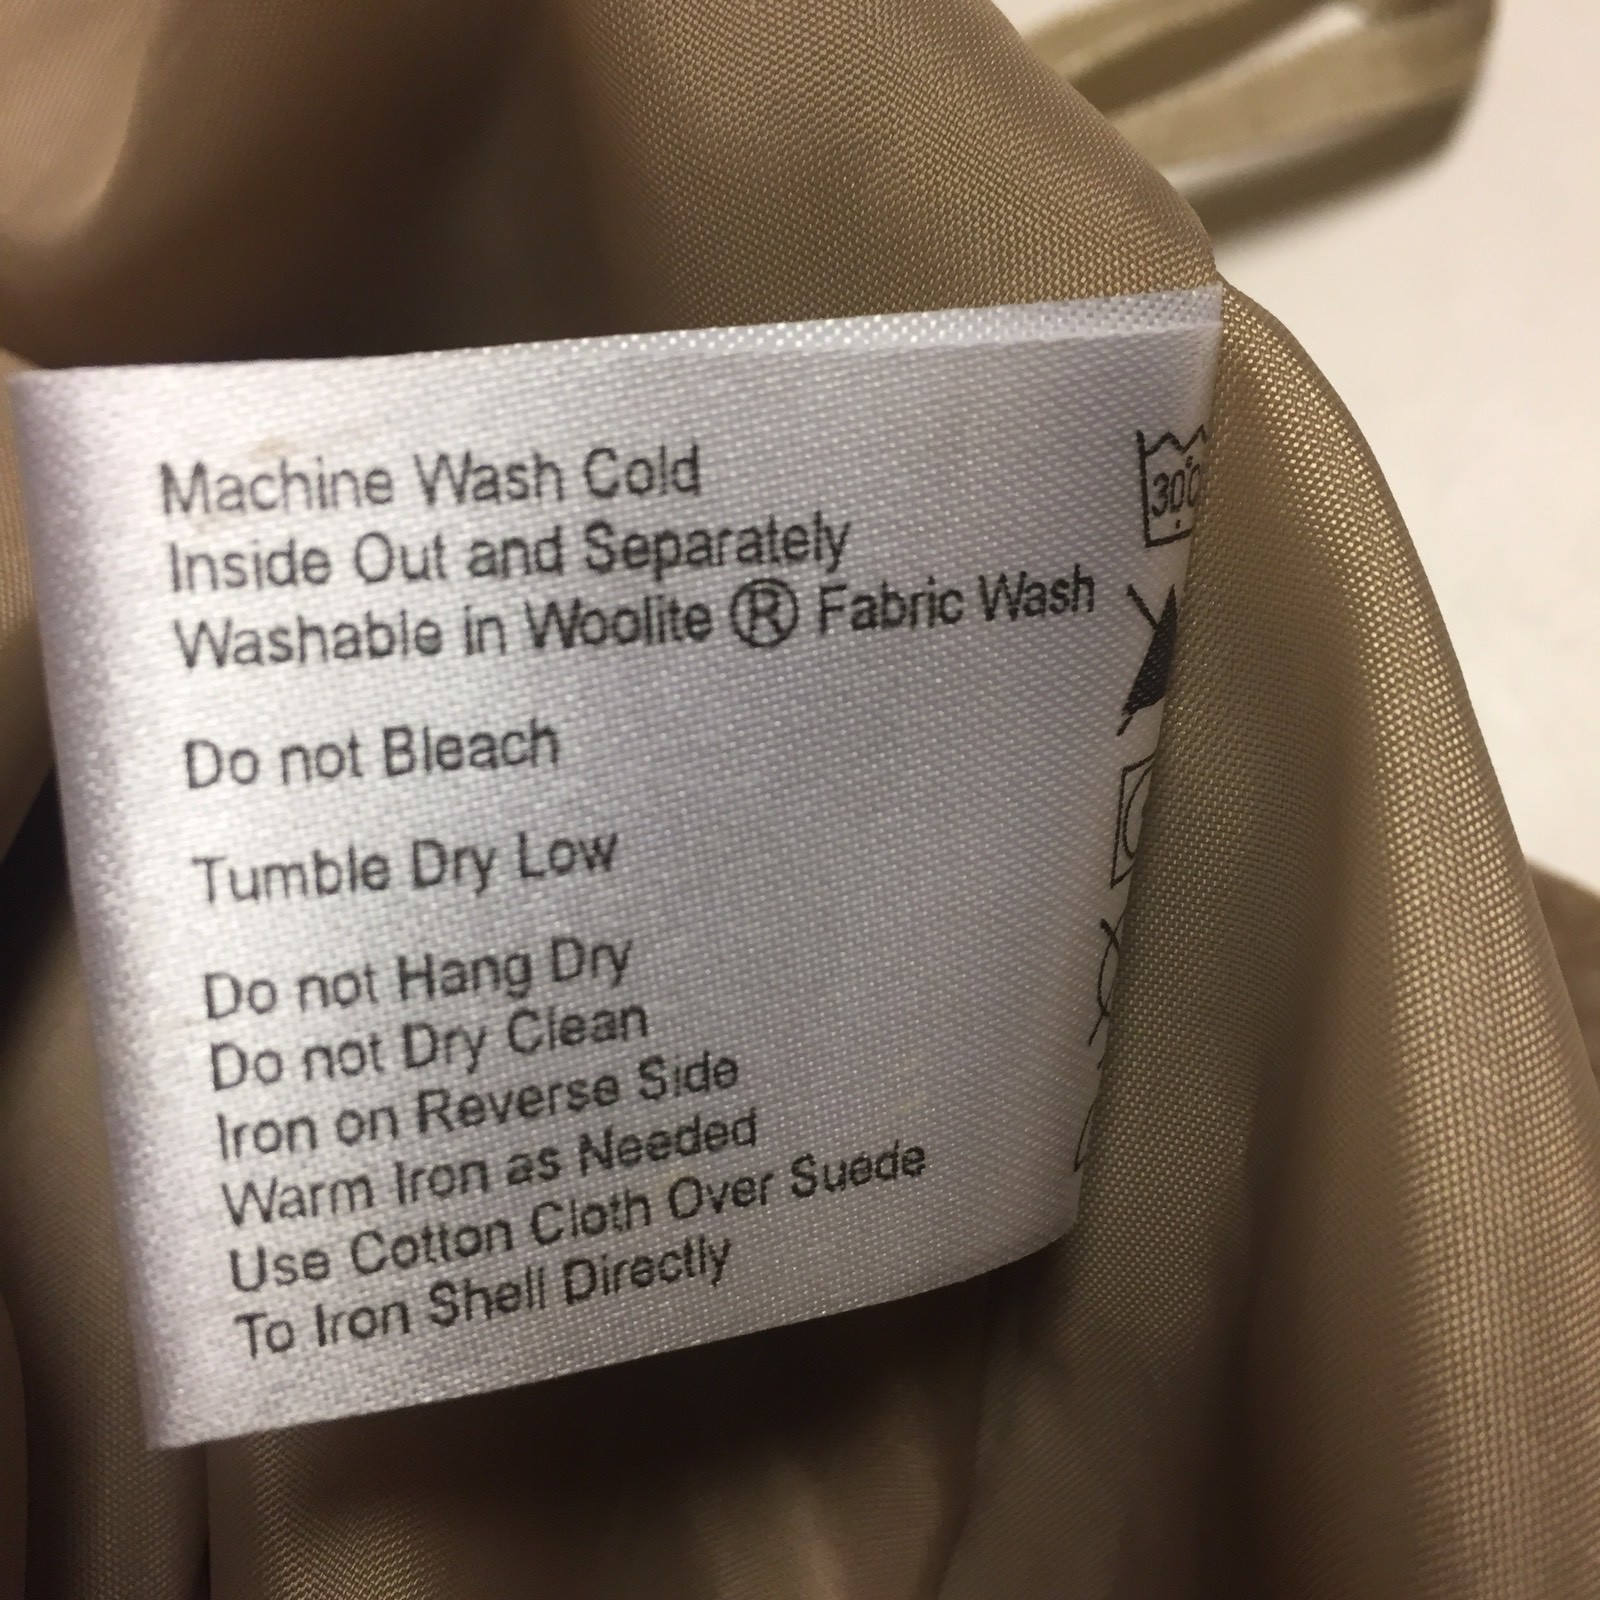 Machine Wash Cold
Inside Out and Separately
Washable in Woolite ® Fabric Wash
30°C
Do not Bleach
Tumble Dry Low
Do not Hang Dry
Do not Dry Clean
Iron on Reverse Side
Warm Iron as Needed
Use Cotton Cloth Over Suede
To Iron Shell Directly